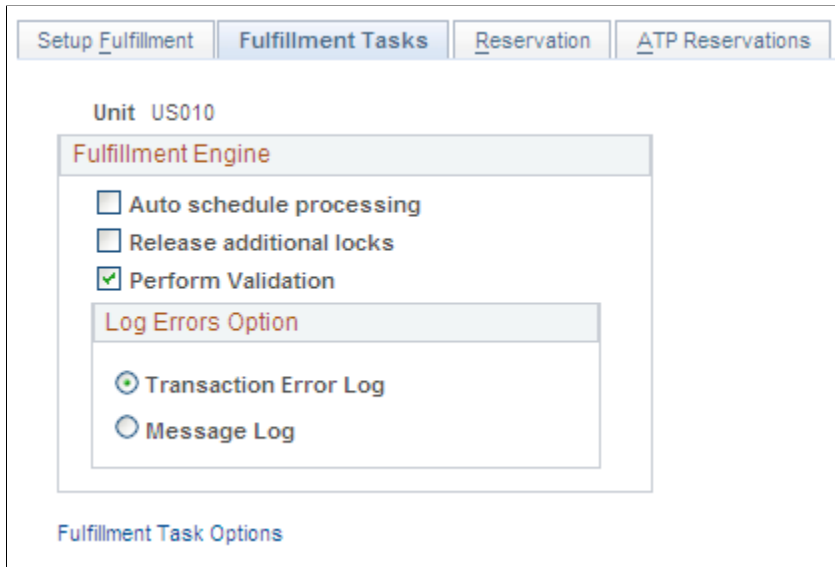 Setup Fulfillment Fulfillment Tasks Reservation ATP Reservations
Unit US010
Fulfillment Engine
Auto schedule processing
Release additional locks
Perform Validation
Log Errors Option
Transaction Error Log
Message Log
Fulfillment Task Options